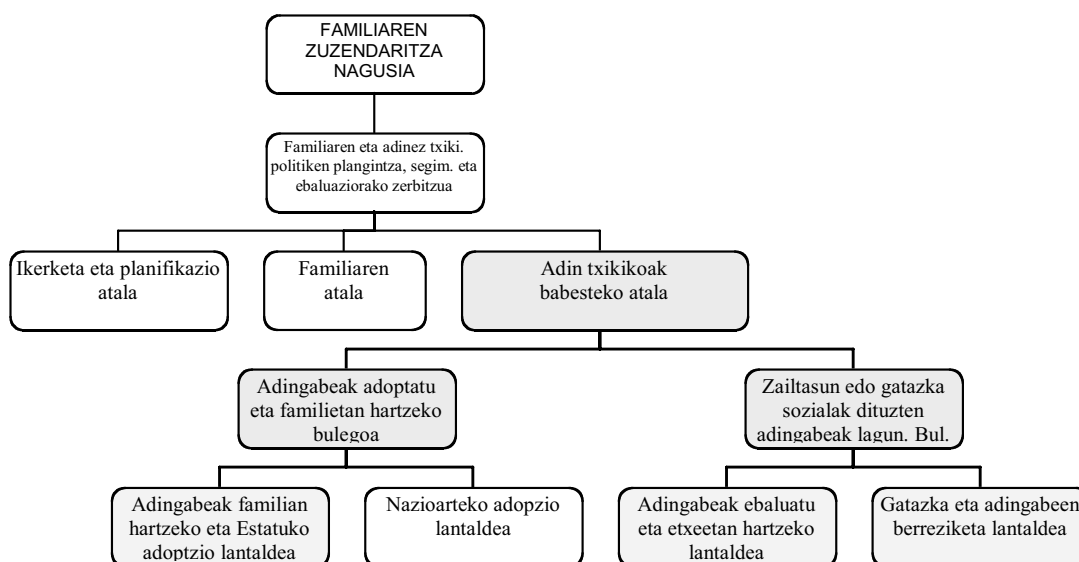 FAMILIAREN
ZUZENDARITZA
NAGUSIA
Familiaren eta adinez txiki.
politiken plangintza, segim. eta
ebaluaziorako zerbitzua
Ikerketa eta planifikazio
atala
Familiaren
atala
Adin txikikoak
babesteko atala
Adingabeak adoptatu
eta familietan hartzeko
bulegoa
Zailtasun edo gatazka
sozialak dituzten
adingabeak lagun. Bul.
Adingabeak familian
hartzeko eta Estatuko
adoptzio lantaldea
Nazioarteko adopzio
lantaldea
Adingabeak ebaluatu
eta etxeetan hartzeko
lantaldea
Gatazka eta adingabeen
berreziketa lantaldea